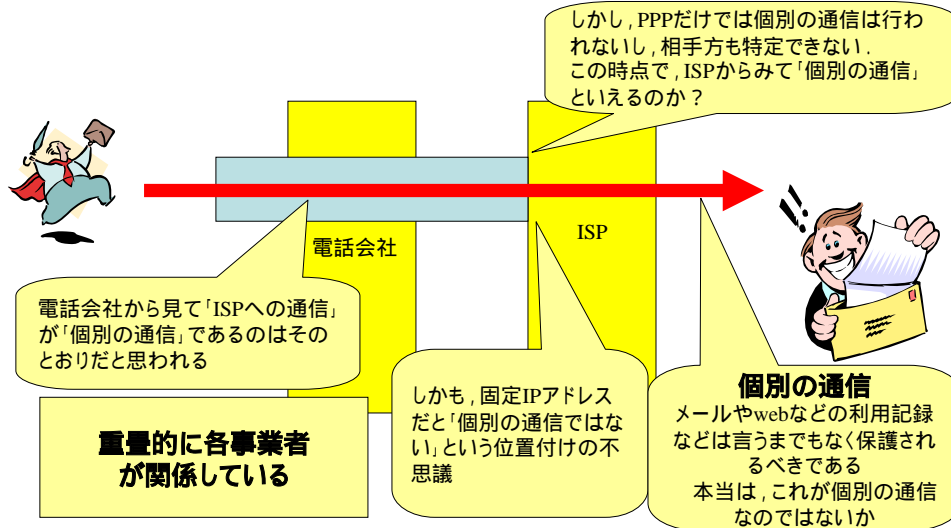 しかし，PPPだけでは個別の通信は行わ
れないし，相手方も特定できない．
この時点で，ISPからみて「個別の通信」
といえるのか？
電話会社
ISP
電話会社から見て「ISPへの通信」
が「個別の通信」であるのはその
とおりだと思われる
しかも，固定IPアドレス
だと「個別の通信ではな
い」という位置付けの不
思議
個別の通信
メールやwebなどの利用記録
などは言うまでもなく保護され
るべきである
本当は，これが個別の通信
なのではないか
重畳的に各事業者
が関係している